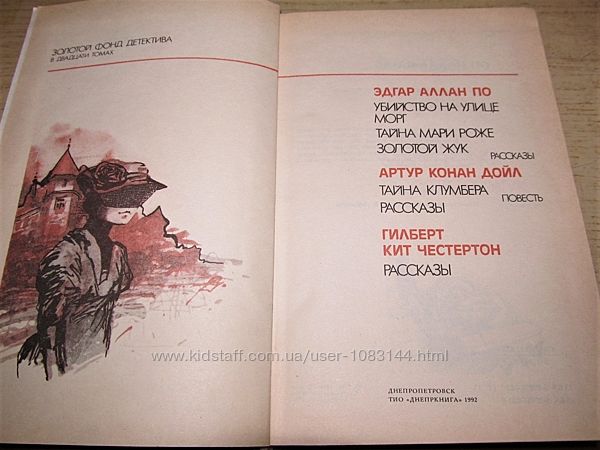 ЗОЛОТОЙ ФОНД ДЕТЕКТИВА
В ДВАДЦАТИ ТОМАХ
ЭДГАР АЛЛАН ПО
УБИЙСТВО НА УЛИЦЕ
МОРГ
ТАЙНА МАРИ РОЖЕ
ЗОЛОТОЙ ЖУК
РАССКАЗЫ
АРТУР КОНАН ДОЙЛ
ТАЙНА КЛУМБЕРА
ПОВЕСТЬ
РАССКАЗЫ
ГИЛБЕРТ
КИТ ЧЕСТЕРТОН
РАССКАЗЫ
www.kidstaff.com.ua/user-1083144.html
ДНЕПРОПЕТРОВСК
ТИО «ДНЕПРКНИГА» 1992